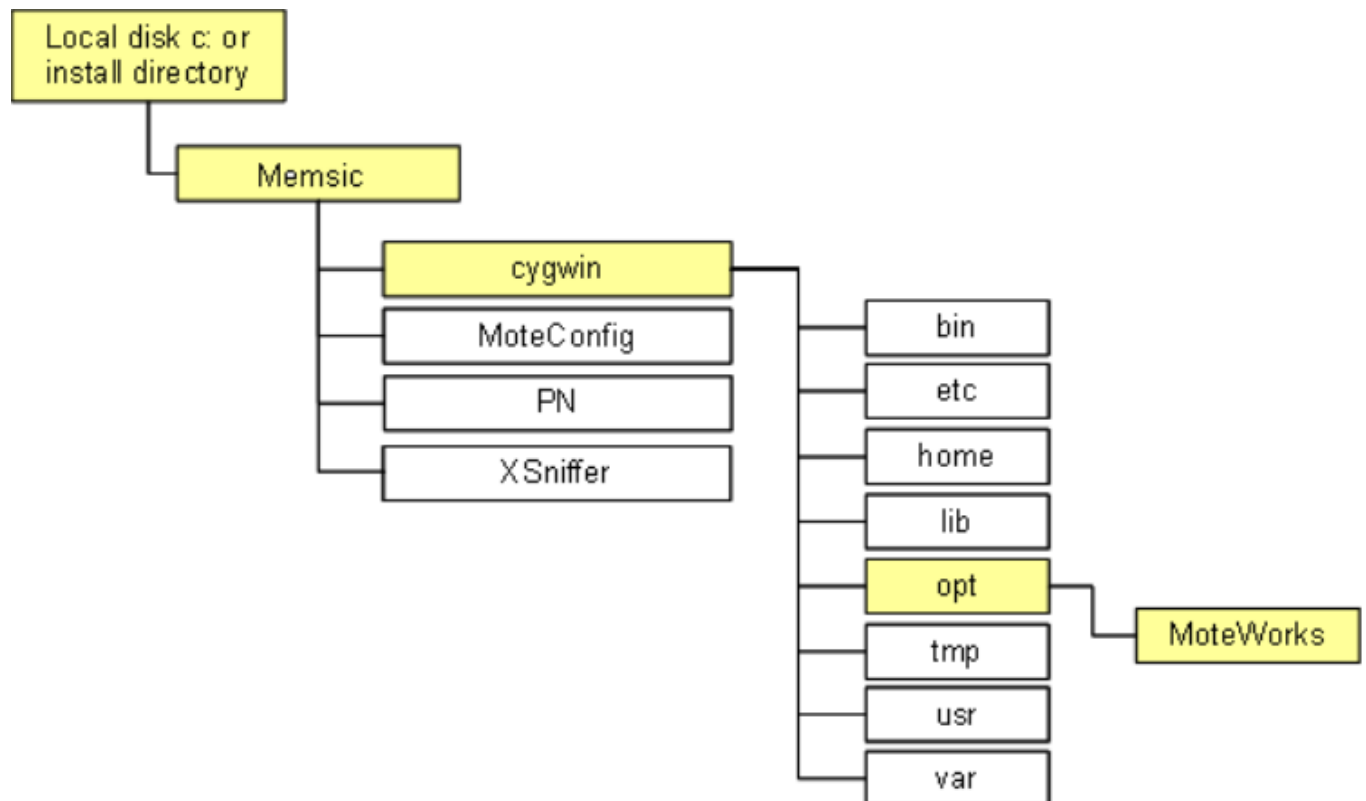 Local disk c: or
install directory
Memsic
cygwin
MoteConfig
PN
XSniffer
bin
etc
home
lib
opt
tmp
usr
var
MoteWorks